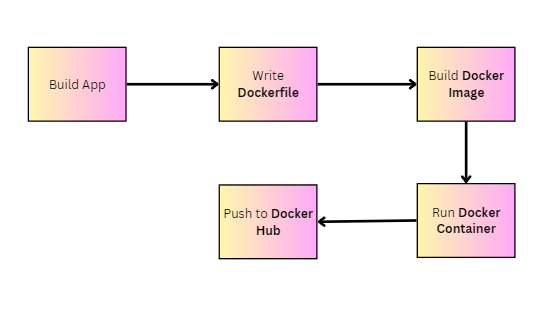 Build App
Write
Dockerfile
Build Docker
Image
Run Docker
Container
Push to Docker
Hub